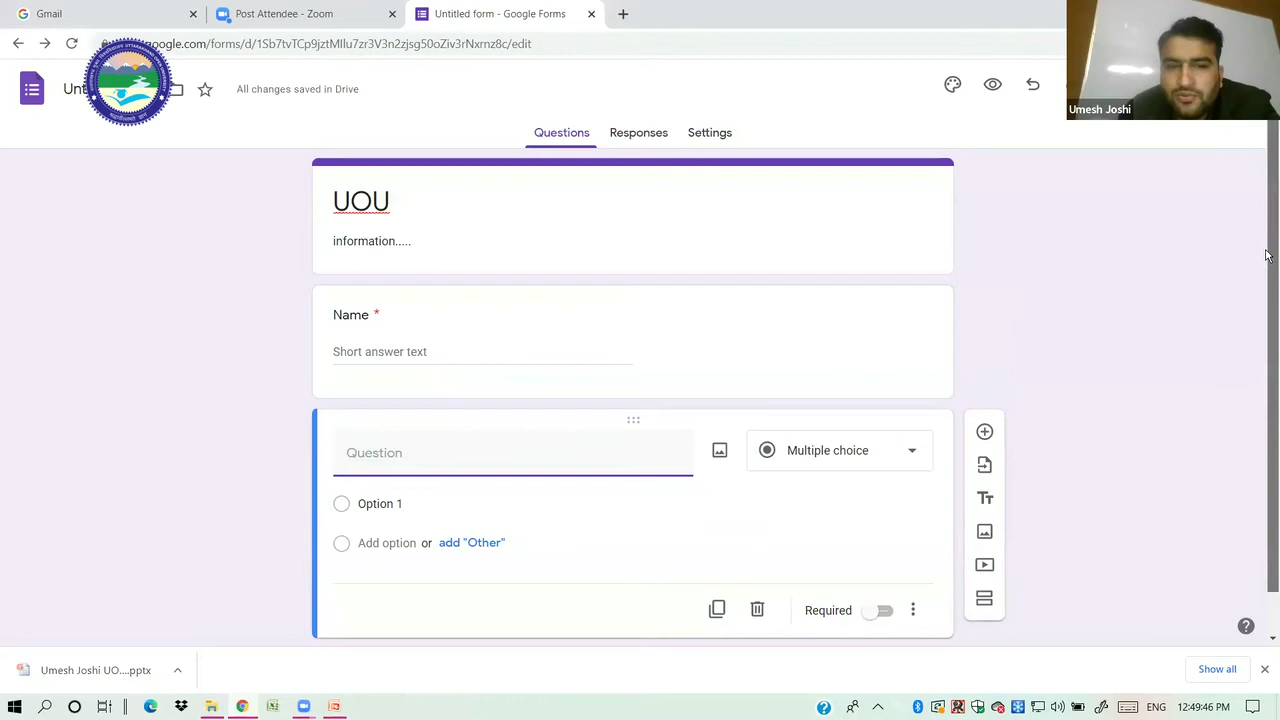 Gmail
Post Attendee - Zoom
Untitled form - Google Forms
google.com/forms/d/1Sb7tvTCp9jztMIlu7zr3V3n2zjsg50oZiv3rNxrnz8c/edit
All changes saved in Drive
Umesh Joshi
Questions
Responses
Settings
UOU
information.....
Name *
Short answer text
Question
Multiple choice
Option 1
Add option or add "Other"
Required
Umesh Joshi UO....pptx
Show all
ENG
12:49:46 PM